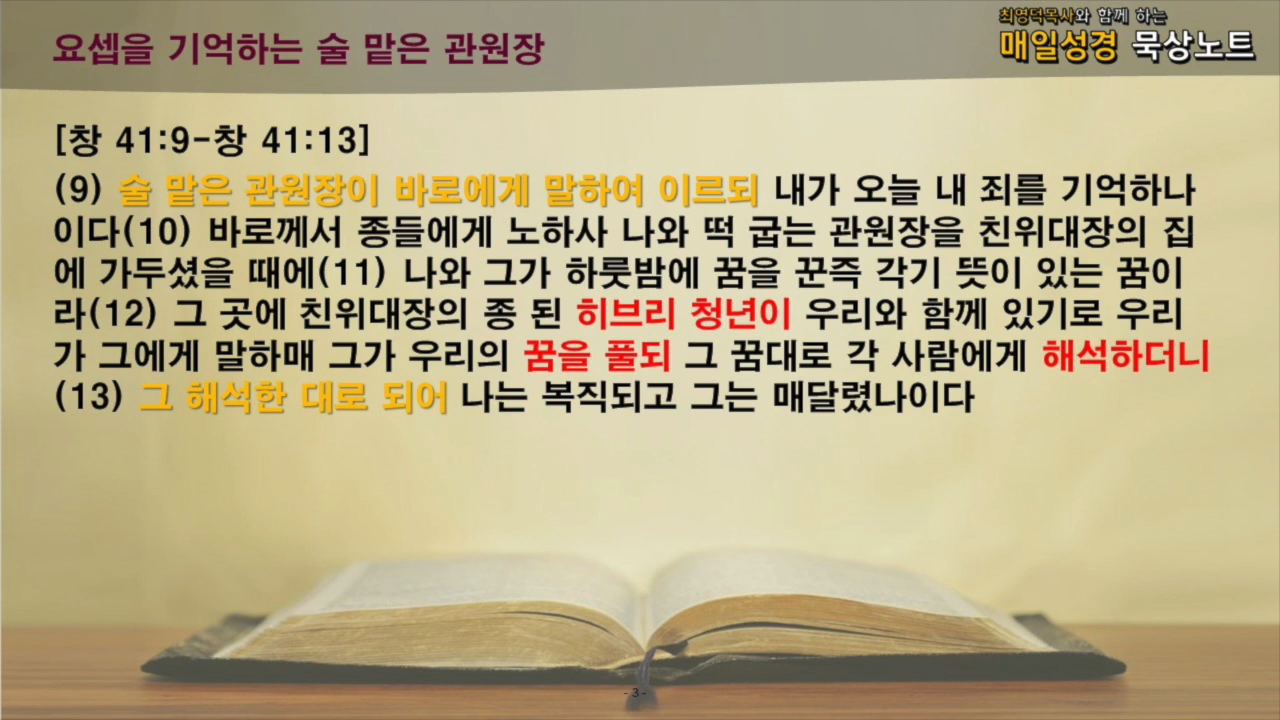 요셉을 기억하는 술 맡은 관원장
최영덕목사와 함께 하는
매일성경 묵상노트
[창 41:9-창 41:13]
(9) 술 맡은 관원장이 바로에게 말하여 이르되 내가 오늘 내 죄를 기억하나
이다(10) 바로께서 종들에게 노하사 나와 떡 굽는 관원장을 친위대장의 집
에 가두셨을 때에(11) 나와 그가 하룻밤에 꿈을 꾼즉 각기 뜻이 있는 꿈이
라(12) 그 곳에 친위대장의 종 된 히브리 청년이 우리와 함께 있기로 우리
가 그에게 말하매 그가 우리의 꿈을 풀되 그 꿈대로 각 사람에게 해석하더니
(13) 그 해석한 대로 되어 나는 복직되고 그는 매달렸나이다
- 3 -